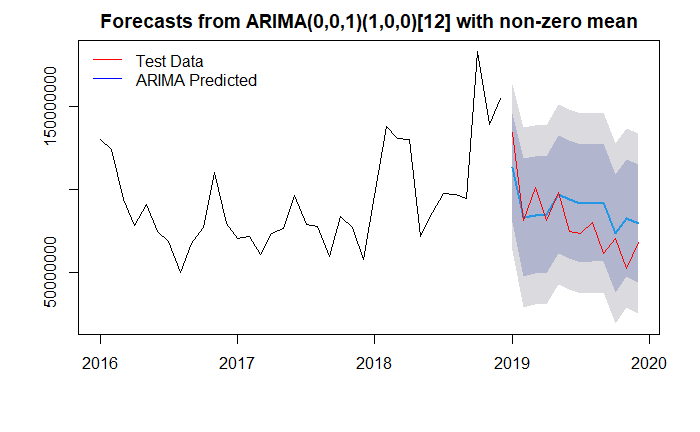 Forecasts from ARIMA(0,0,1)(1,0,0)[12] with non-zero mean
Test Data
ARIMA Predicted
150000000
50000000
2016
2017
2018
2019
2020